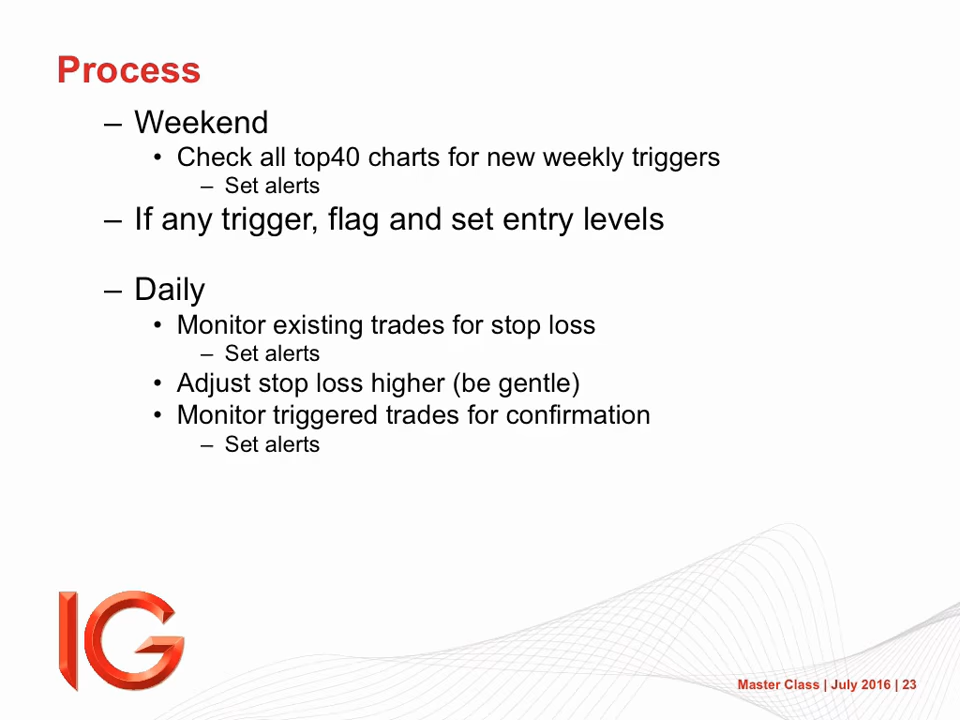 Process
– Weekend
• Check all top40 charts for new weekly triggers
– Set alerts
– If any trigger, flag and set entry levels
– Daily
• Monitor existing trades for stop loss
– Set alerts
• Adjust stop loss higher (be gentle)
• Monitor triggered trades for confirmation
– Set alerts
IG
Master Class | July 2016 | 23